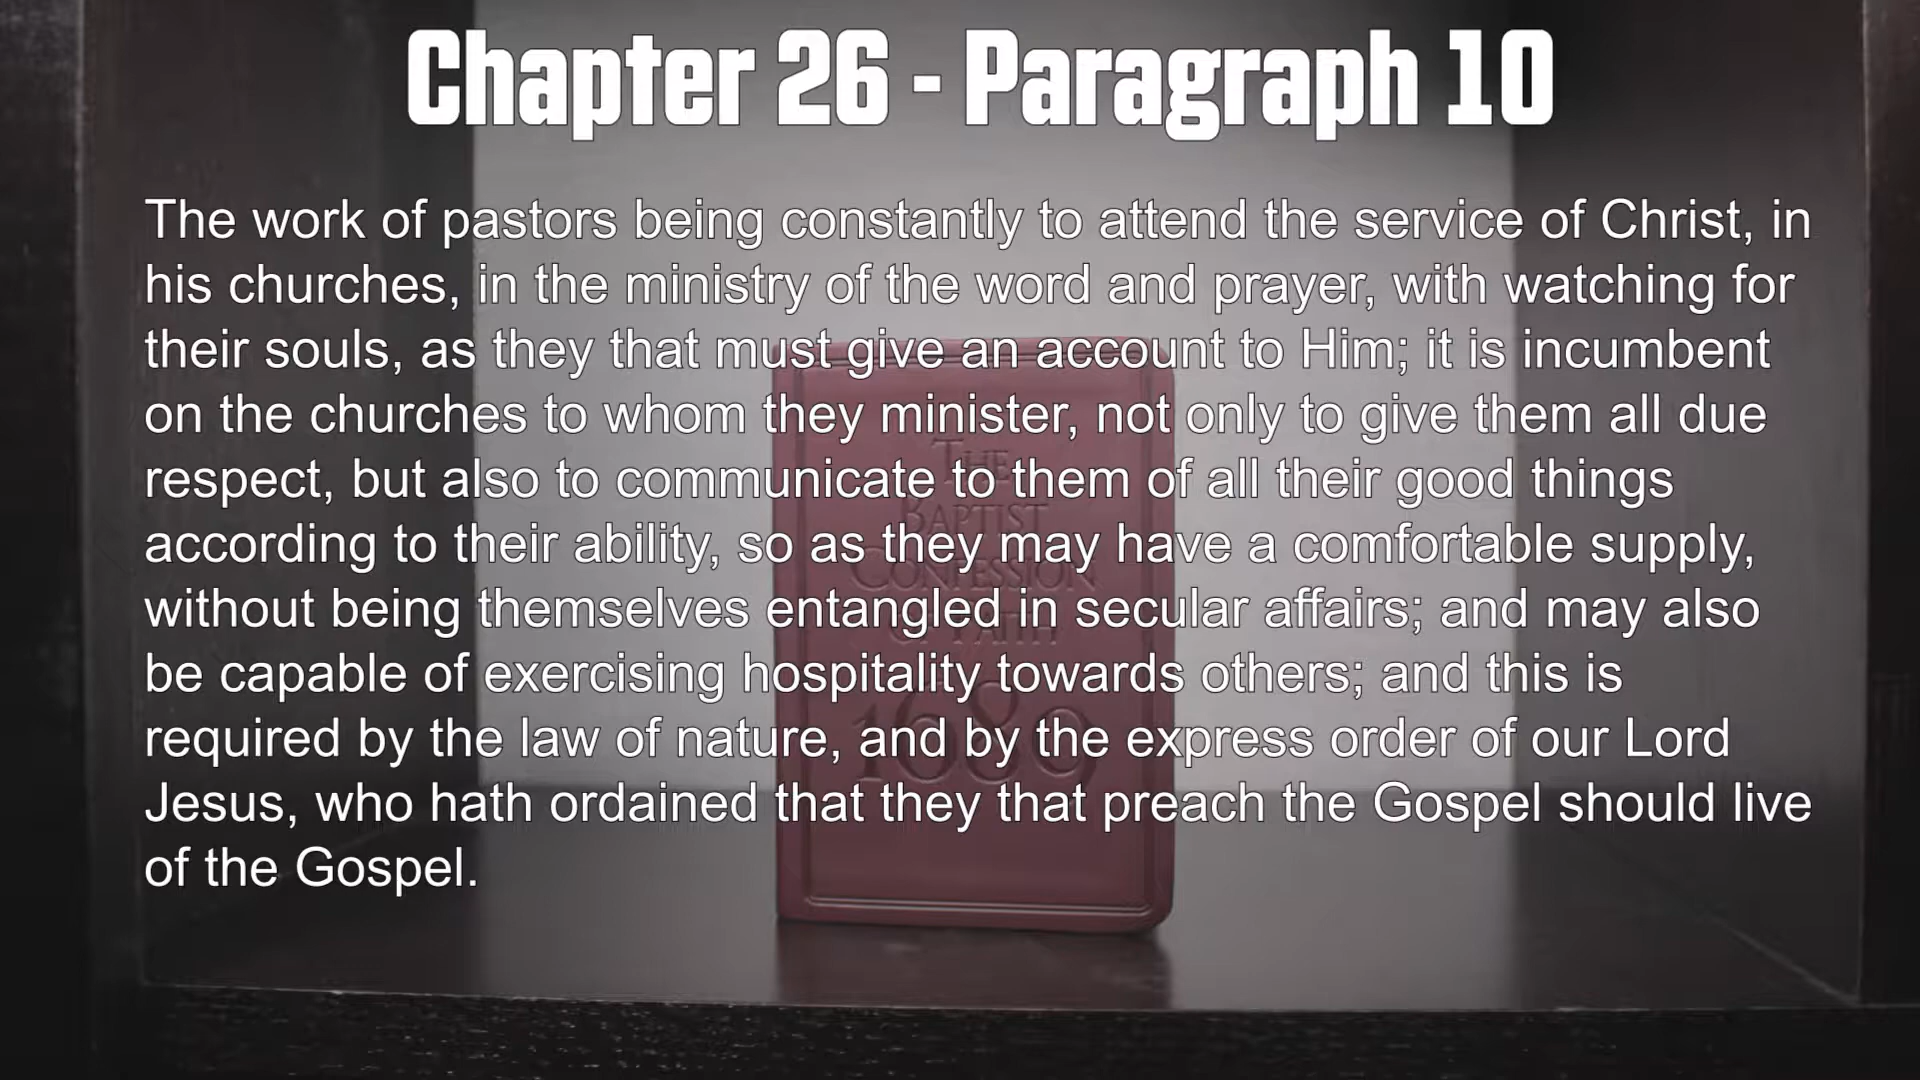 Chapter 26 - Paragraph 10
The work of pastors being constantly to attend the service of Christ, in
his churches, in the ministry of the word and prayer, with watching for
their souls, as they that must give an account to Him; it is incumbent
on the churches to whom they minister, not only to give them all due
respect, but also to communicate to them of all their good things
according to their ability, so as they may have a comfortable supply,
without being themselves entangled in secular affairs; and may also
be capable of exercising hospitality towards others; and this is
required by the law of nature, and by the express order of our Lord
Jesus, who hath ordained that they that preach the Gospel should live
of the Gospel.
THE
BAPTIST
CONFESSION
OF FAITH
1689